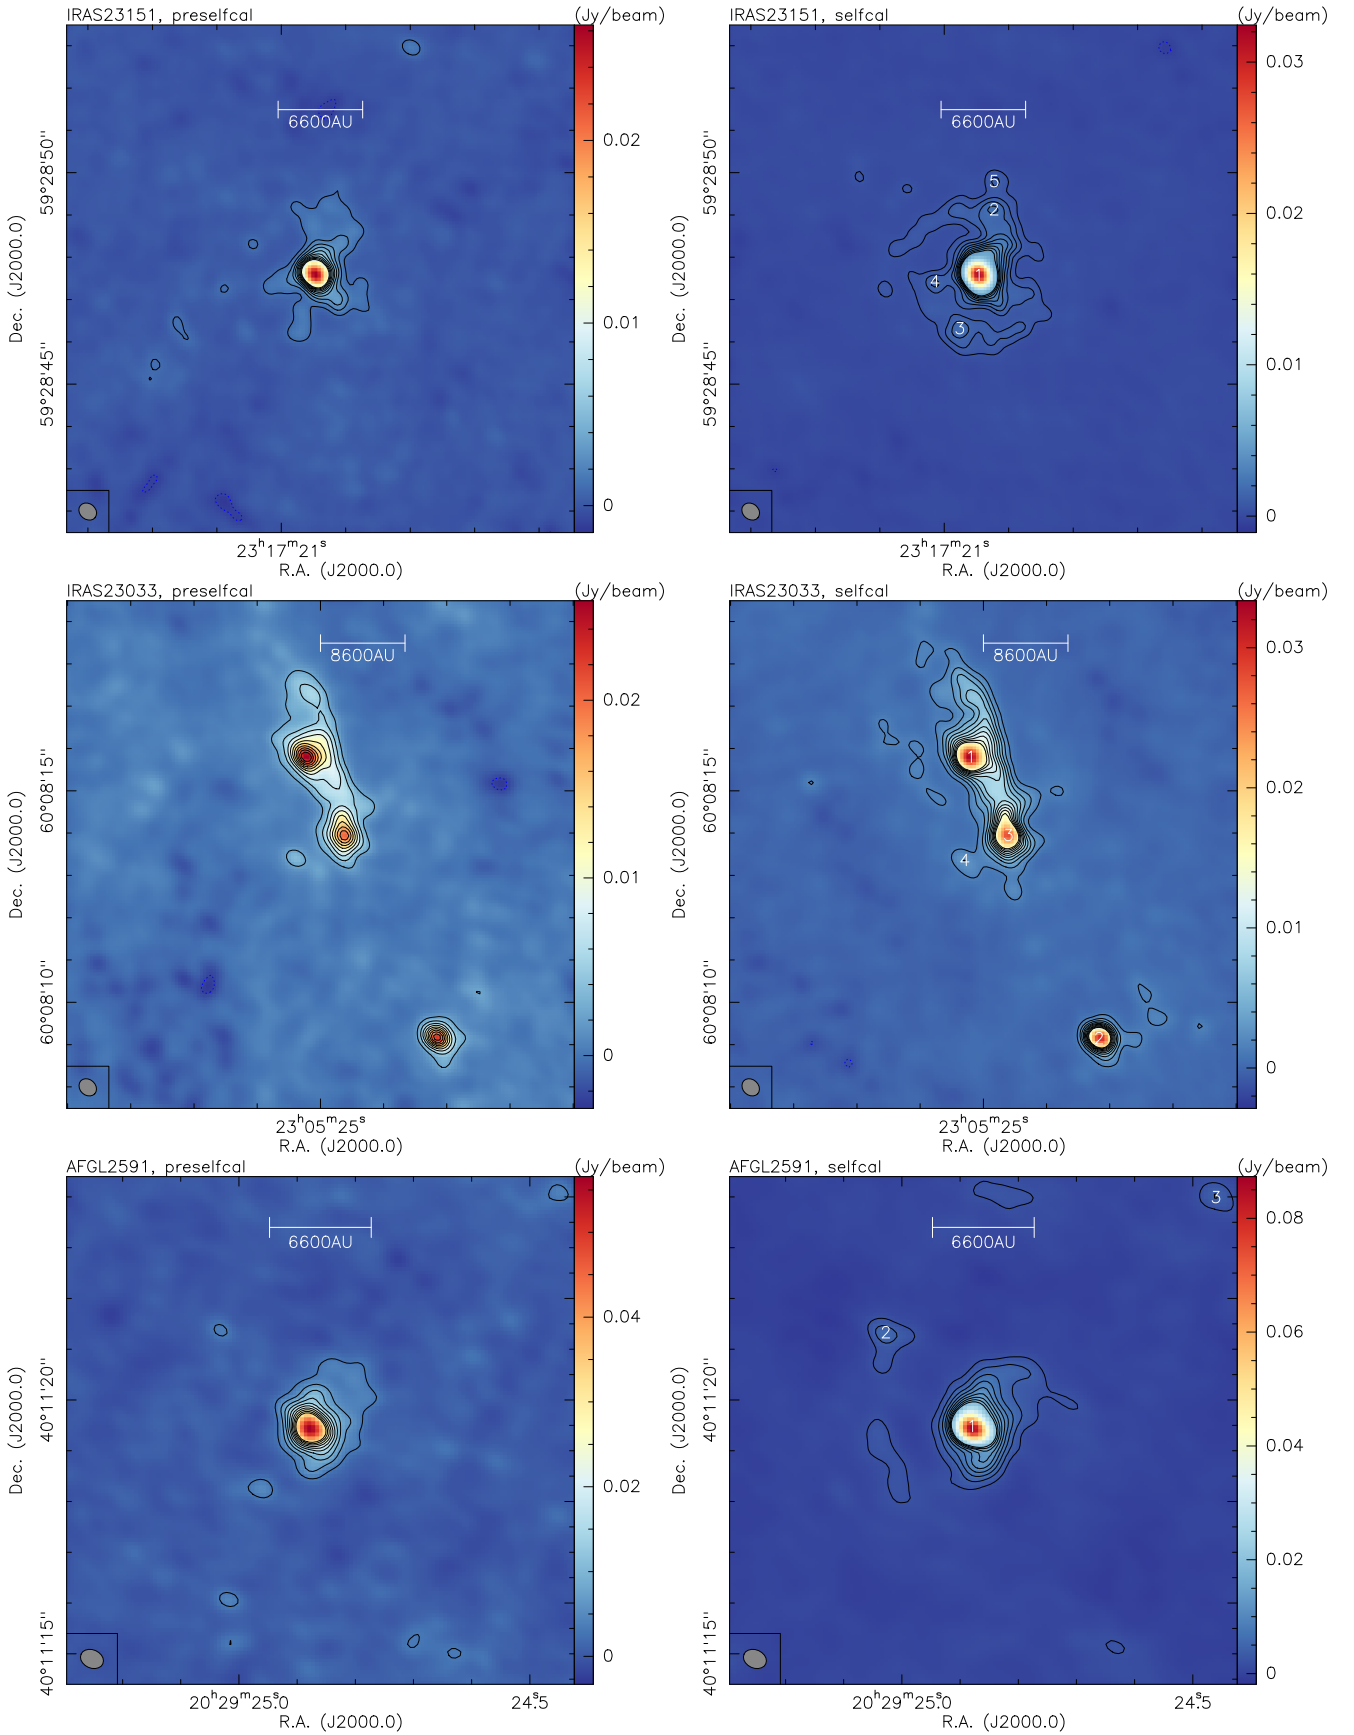 IRAS23151, preselfcal (Jy/beam)
6600AU
0.02
0.01
0
59°28'50''
59°28'45''
Dec. (J2000.0)
23ʰ17ᵐ21ˢ
R.A. (J2000.0)
IRAS23151, selfcal (Jy/beam)
6600AU
5
2
1
4
3
0.03
0.02
0.01
0
59°28'50''
59°28'45''
Dec. (J2000.0)
23ʰ17ᵐ21ˢ
R.A. (J2000.0)
IRAS23033, preselfcal (Jy/beam)
8600AU
0.02
0.01
0
60°08'15''
60°08'10''
Dec. (J2000.0)
23ʰ05ᵐ25ˢ
R.A. (J2000.0)
IRAS23033, selfcal (Jy/beam)
8600AU
1
3
4
2
0.03
0.02
0.01
0
60°08'15''
60°08'10''
Dec. (J2000.0)
23ʰ05ᵐ25ˢ
R.A. (J2000.0)
AFGL2591, preselfcal (Jy/beam)
6600AU
0.04
0.02
0
40°11'20''
40°11'15''
Dec. (J2000.0)
20ʰ29ᵐ25ˢ.0 24ˢ.5
R.A. (J2000.0)
AFGL2591, selfcal (Jy/beam)
3
6600AU
2
1
0.08
0.06
0.04
0.02
0
40°11'20''
40°11'15''
Dec. (J2000.0)
20ʰ29ᵐ25ˢ.0 24ˢ.5
R.A. (J2000.0)